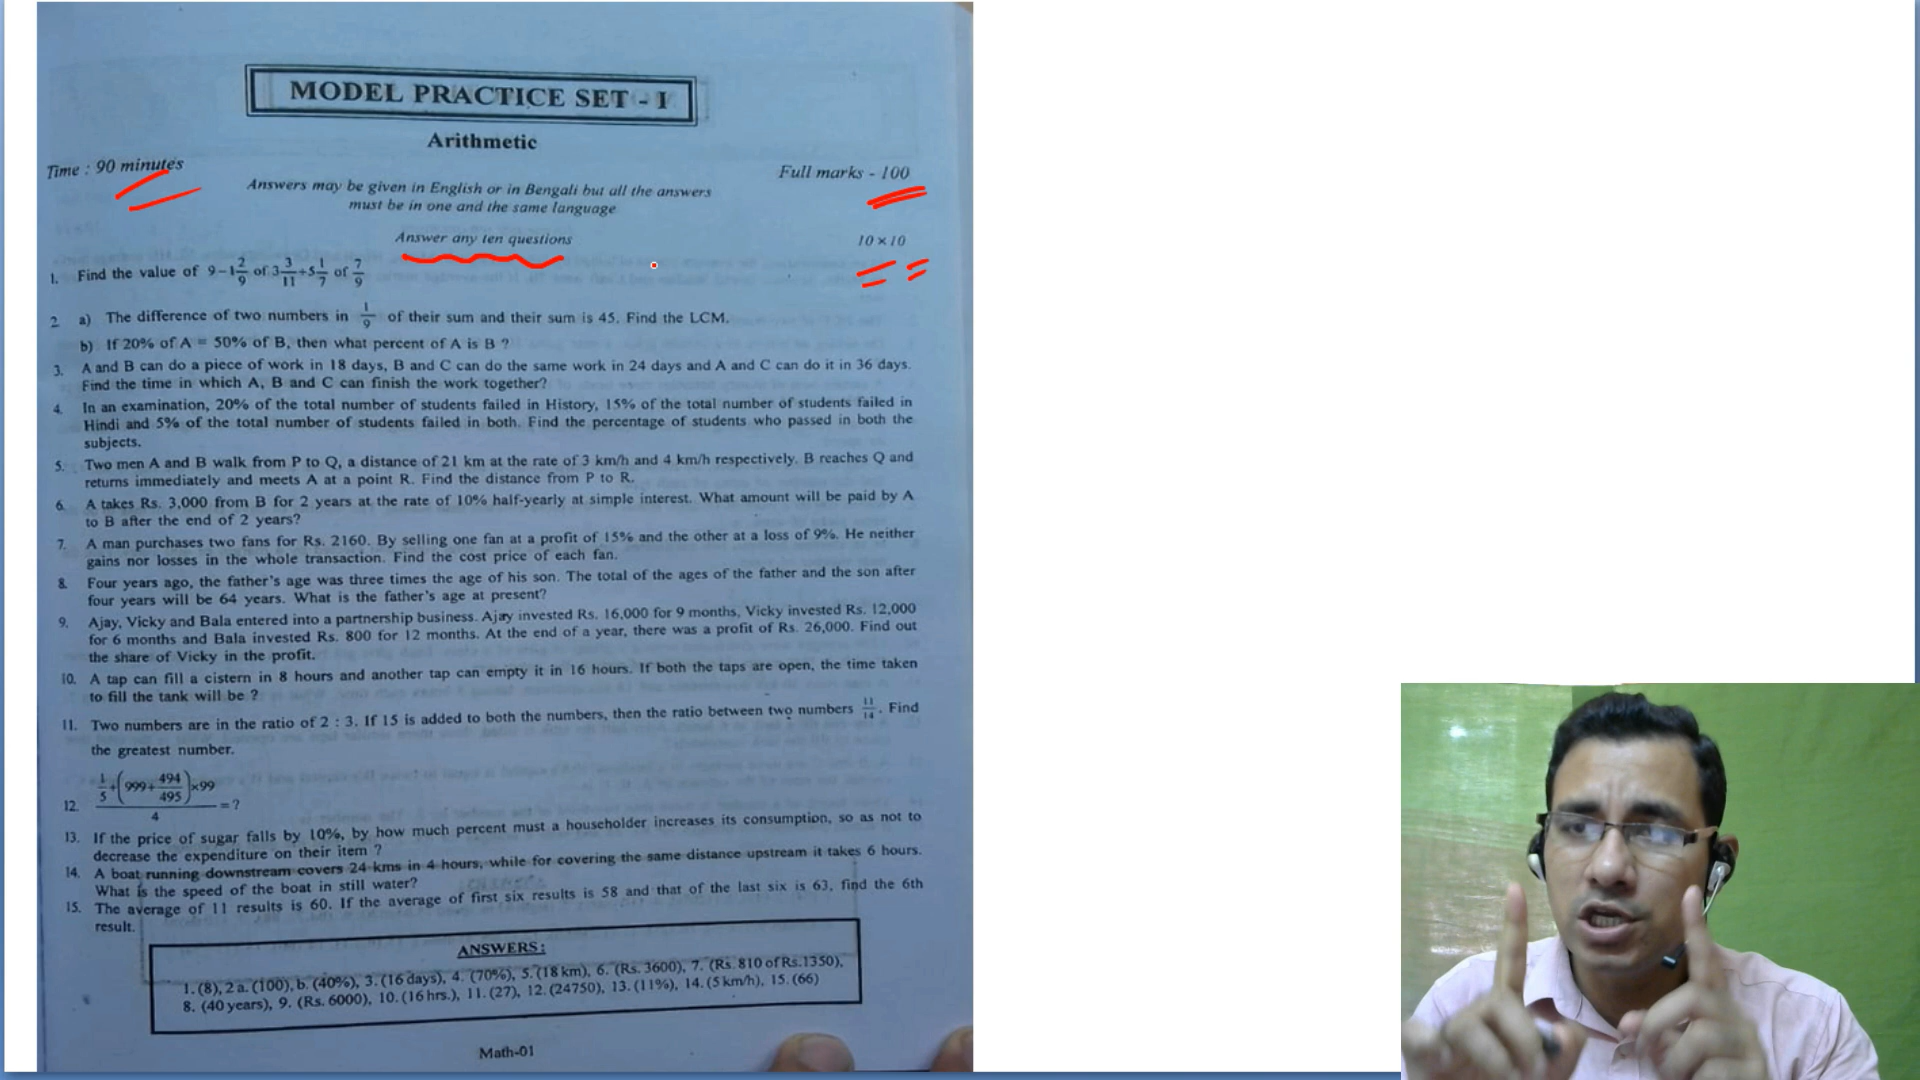 MODEL PRACTICE SET - I
Arithmetic
Time : 90 minutes
Full marks - 100
Answers may be given in English or in Bengali but all the answers
must be in one and the same language
Answer any ten questions
10 × 10
1. Find the value of 9-1 2/9 of 3 3/11 ÷ 5 1/7 of 7/9
2. a) The difference of two numbers in 1/9 of their sum and their sum is 45. Find the LCM.
b) If 20% of A = 50% of B, then what percent of A is B ?
3. A and B can do a piece of work in 18 days, B and C can do the same work in 24 days and A and C can do it in 36 days.
Find the time in which A, B and C can finish the work together?
4. In an examination, 20% of the total number of students failed in History, 15% of the total number of students failed in
Hindi and 5% of the total number of students failed in both. Find the percentage of students who passed in both the
subjects.
5. Two men A and B walk from P to Q, a distance of 21 km at the rate of 3 km/h and 4 km/h respectively. B reaches Q and
returns immediately and meets A at a point R. Find the distance from P to R.
6. A takes Rs. 3,000 from B for 2 years at the rate of 10% half-yearly at simple interest. What amount will be paid by A
to B after the end of 2 years?
7. A man purchases two fans for Rs. 2160. By selling one fan at a profit of 15% and the other at a loss of 9%. He neither
gains nor losses in the whole transaction. Find the cost price of each fan.
8. Four years ago, the father's age was three times the age of his son. The total of the ages of the father and the son after
four years will be 64 years. What is the father's age at present?
9. Ajay, Vicky and Bala entered into a partnership business. Ajay invested Rs. 16,000 for 9 months, Vicky invested Rs. 12,000
for 6 months and Bala invested Rs. 800 for 12 months. At the end of a year, there was a profit of Rs. 26,000. Find out
the share of Vicky in the profit.
10. A tap can fill a cistern in 8 hours and another tap can empty it in 16 hours. If both the taps are open, the time taken
to fill the tank will be ?
11. Two numbers are in the ratio of 2 : 3. If 15 is added to both the numbers, then the ratio between two numbers 11/14. Find
the greatest number.
12. (1/5 + (999+494/495)×99)/4 = ?
13. If the price of sugar falls by 10%, by how much percent must a householder increases its consumption, so as not to
decrease the expenditure on their item ?
14. A boat running downstream covers 24 kms in 4 hours, while for covering the same distance upstream it takes 6 hours.
What is the speed of the boat in still water?
15. The average of 11 results is 60. If the average of first six results is 58 and that of the last six is 63, find the 6th
result.
ANSWERS:
1. (8), 2 a. (100), b. (40%), 3. (16 days), 4. (70%), 5. (18 km), 6. (Rs. 3600), 7. (Rs. 810 of Rs.1350),
8. (40 years), 9. (Rs. 6000), 10. (16 hrs.), 11. (27), 12. (24750), 13. (11%), 14. (5 km/h), 15. (66)
Math-01